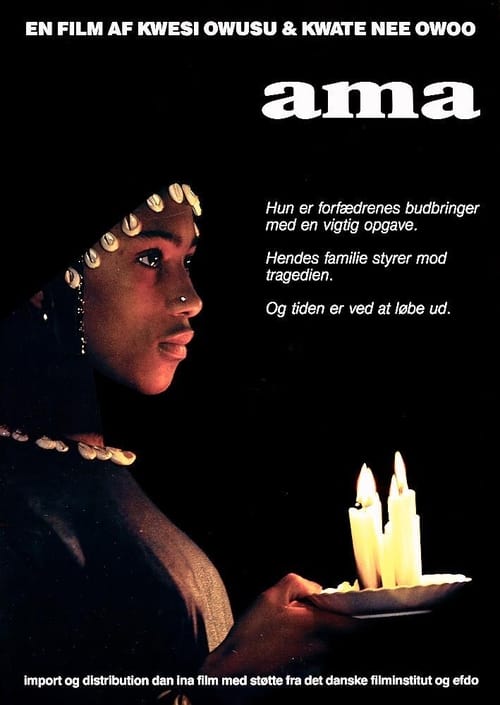 EN FILM AF KWESI OWUSU & KWATE NEE OWOO
ama
Hun er forfædrenes budbringer
med en vigtig opgave.
Hendes familie styrer mod
tragedien.
Og tiden er ved at løbe ud.
import og distribution dan ina film med støtte fra det danske filminstitut og efdo